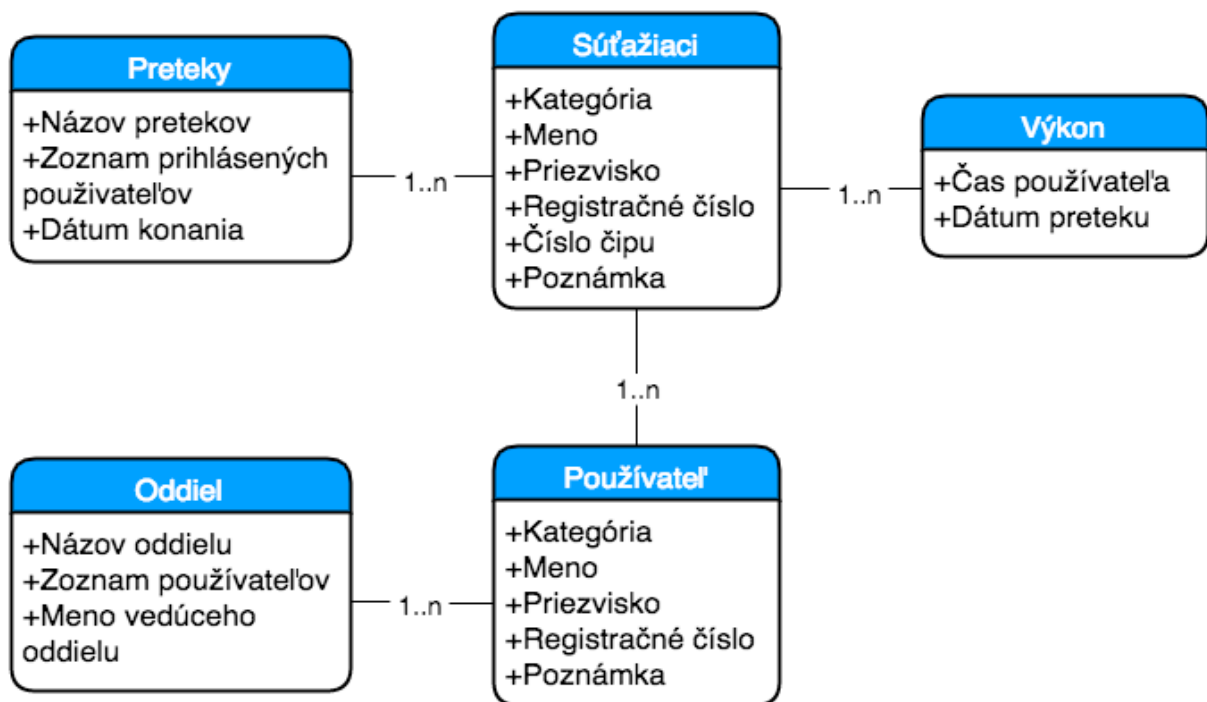 Preteky
+Názov pretekov
+Zoznam prihlásených
použivateľov
+Dátum konania
1..n
Súťažiaci
+Kategória
+Meno
+Priezvisko
+Registračné číslo
+Číslo čipu
+Poznámka
1..n
Výkon
+Čas používateľa
+Dátum preteku
1..n
Oddiel
+Názov oddielu
+Zoznam používateľov
+Meno vedúceho
oddielu
1..n
Používateľ
+Kategória
+Meno
+Priezvisko
+Registračné číslo
+Poznámka